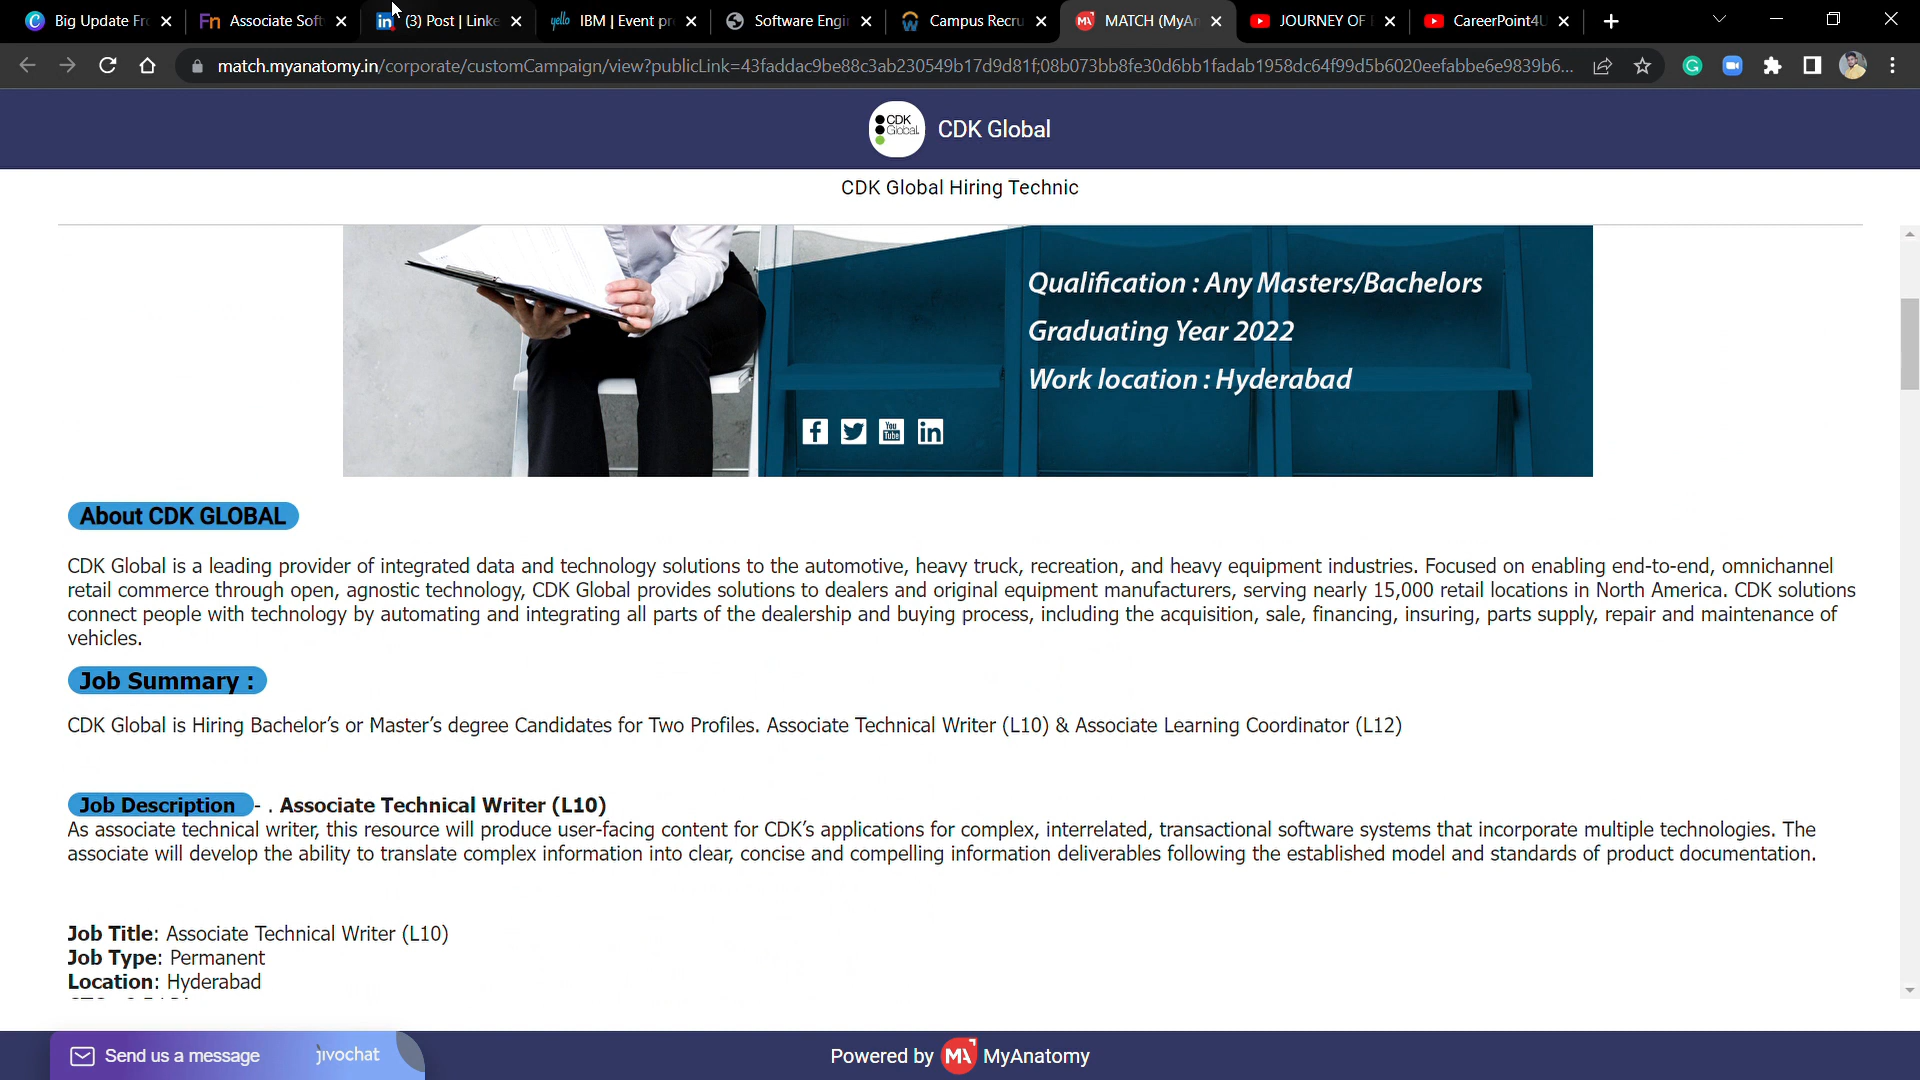 Big Update Fr
Associate Soft
(3) Post | Linke
yello IBM | Event pr
Software Engi
Campus Recru
MATCH (MyAn
JOURNEY OF
CareerPoint4U
match.myanatomy.in/corporate/customCampaign/view?publicLink=43faddac9be88c3ab230549b17d9d81f;08b073bb8fe30d6bb1fadab1958dc64f99d5b6020eefabbe6e9839b6...
CDK Global
CDK Global
CDK Global Hiring Technic
Qualification : Any Masters/Bachelors
Graduating Year 2022
Work location : Hyderabad
About CDK GLOBAL
CDK Global is a leading provider of integrated data and technology solutions to the automotive, heavy truck, recreation, and heavy equipment industries. Focused on enabling end-to-end, omnichannel
retail commerce through open, agnostic technology, CDK Global provides solutions to dealers and original equipment manufacturers, serving nearly 15,000 retail locations in North America. CDK solutions
connect people with technology by automating and integrating all parts of the dealership and buying process, including the acquisition, sale, financing, insuring, parts supply, repair and maintenance of
vehicles.
Job Summary :
CDK Global is Hiring Bachelor’s or Master’s degree Candidates for Two Profiles. Associate Technical Writer (L10) & Associate Learning Coordinator (L12)
Job Description - . Associate Technical Writer (L10)
As associate technical writer, this resource will produce user-facing content for CDK’s applications for complex, interrelated, transactional software systems that incorporate multiple technologies. The
associate will develop the ability to translate complex information into clear, concise and compelling information deliverables following the established model and standards of product documentation.
Job Title: Associate Technical Writer (L10)
Job Type: Permanent
Location: Hyderabad
Send us a message jivochat
Powered by MA MyAnatomy